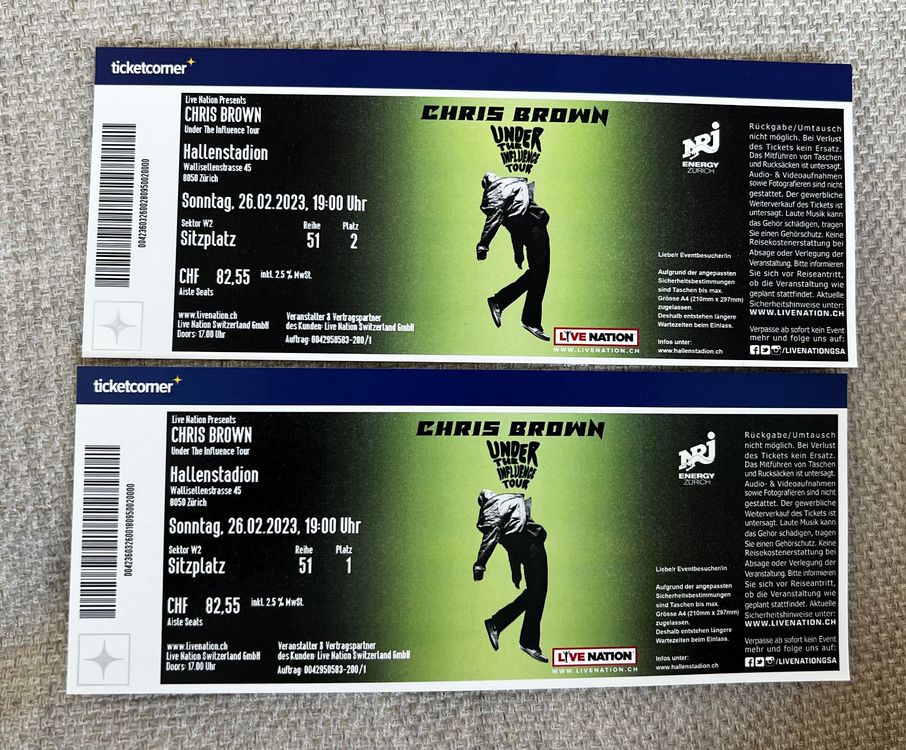 ticketcorner
004236032600280950020000
Live Nation Presents
CHRIS BROWN
Under The Influence Tour
Hallenstadion
Wallisellenstrasse 45
8050 Zürich
Sonntag, 26.02.2023, 19:00 Uhr
Sektor W2 Reihe Platz
Sitzplatz 51 2
CHF 82,55 inkl. 2.5 % MwSt.
Aisle Seats
www.livenation.ch
Live Nation Switzerland GmbH
Doors: 17.00 Uhr
Veranstalter & Vertragspartner
des Kunden: Live Nation Switzerland GmbH
Auftrag: 0042950583-200/1
CHRIS BROWN
UNDER
THE
INFLUENCE
TOUR
LIVE NATION
WWW.LIVENATION.CH
NRJ
ENERGY
ZÜRICH
Liebe/r Eventbesucher/in
Aufgrund der angepassten
Sicherheitsbestimmungen
sind Taschen bis max.
Grösse A4 (210mm x 297mm)
zugelassen.
Deshalb entstehen längere
Wartezeiten beim Einlass.
Infos unter:
www.hallenstadion.ch
Rückgabe/Umtausch
nicht möglich. Bei Verlust
des Tickets kein Ersatz.
Das Mitführen von Taschen
und Rucksäcken ist untersagt.
Audio- & Videoaufnahmen
sowie Fotografieren sind nicht
gestattet. Der gewerbliche
Weiterverkauf des Tickets ist
untersagt. Laute Musik kann
das Gehör schädigen, tragen
Sie einen Gehörschutz. Keine
Reisekostenerstattung bei
Absage oder Verlegung der
Veranstaltung. Bitte informieren
Sie sich vor Reiseantritt,
ob die Veranstaltung wie
geplant stattfindet. Aktuelle
Sicherheitshinweise unter:
WWW.LIVENATION.CH
Verpasse ab sofort kein Event
mehr und folge uns auf:
/LIVENATIONGSA
ticketcorner
004236032600180950020000
Live Nation Presents
CHRIS BROWN
Under The Influence Tour
Hallenstadion
Wallisellenstrasse 45
8050 Zürich
Sonntag, 26.02.2023, 19:00 Uhr
Sektor W2 Reihe Platz
Sitzplatz 51 1
CHF 82,55 inkl. 2.5 % MwSt.
Aisle Seats
www.livenation.ch
Live Nation Switzerland GmbH
Doors: 17.00 Uhr
Veranstalter & Vertragspartner
des Kunden: Live Nation Switzerland GmbH
Auftrag: 0042950583-200/1
CHRIS BROWN
UNDER
THE
INFLUENCE
TOUR
LIVE NATION
WWW.LIVENATION.CH
NRJ
ENERGY
ZÜRICH
Liebe/r Eventbesucher/in
Aufgrund der angepassten
Sicherheitsbestimmungen
sind Taschen bis max.
Grösse A4 (210mm x 297mm)
zugelassen.
Deshalb entstehen längere
Wartezeiten beim Einlass.
Infos unter:
www.hallenstadion.ch
Rückgabe/Umtausch
nicht möglich. Bei Verlust
des Tickets kein Ersatz.
Das Mitführen von Taschen
und Rucksäcken ist untersagt.
Audio- & Videoaufnahmen
sowie Fotografieren sind nicht
gestattet. Der gewerbliche
Weiterverkauf des Tickets ist
untersagt. Laute Musik kann
das Gehör schädigen, tragen
Sie einen Gehörschutz. Keine
Reisekostenerstattung bei
Absage oder Verlegung der
Veranstaltung. Bitte informieren
Sie sich vor Reiseantritt,
ob die Veranstaltung wie
geplant stattfindet. Aktuelle
Sicherheitshinweise unter:
WWW.LIVENATION.CH
Verpasse ab sofort kein Event
mehr und folge uns auf:
/LIVENATIONGSA